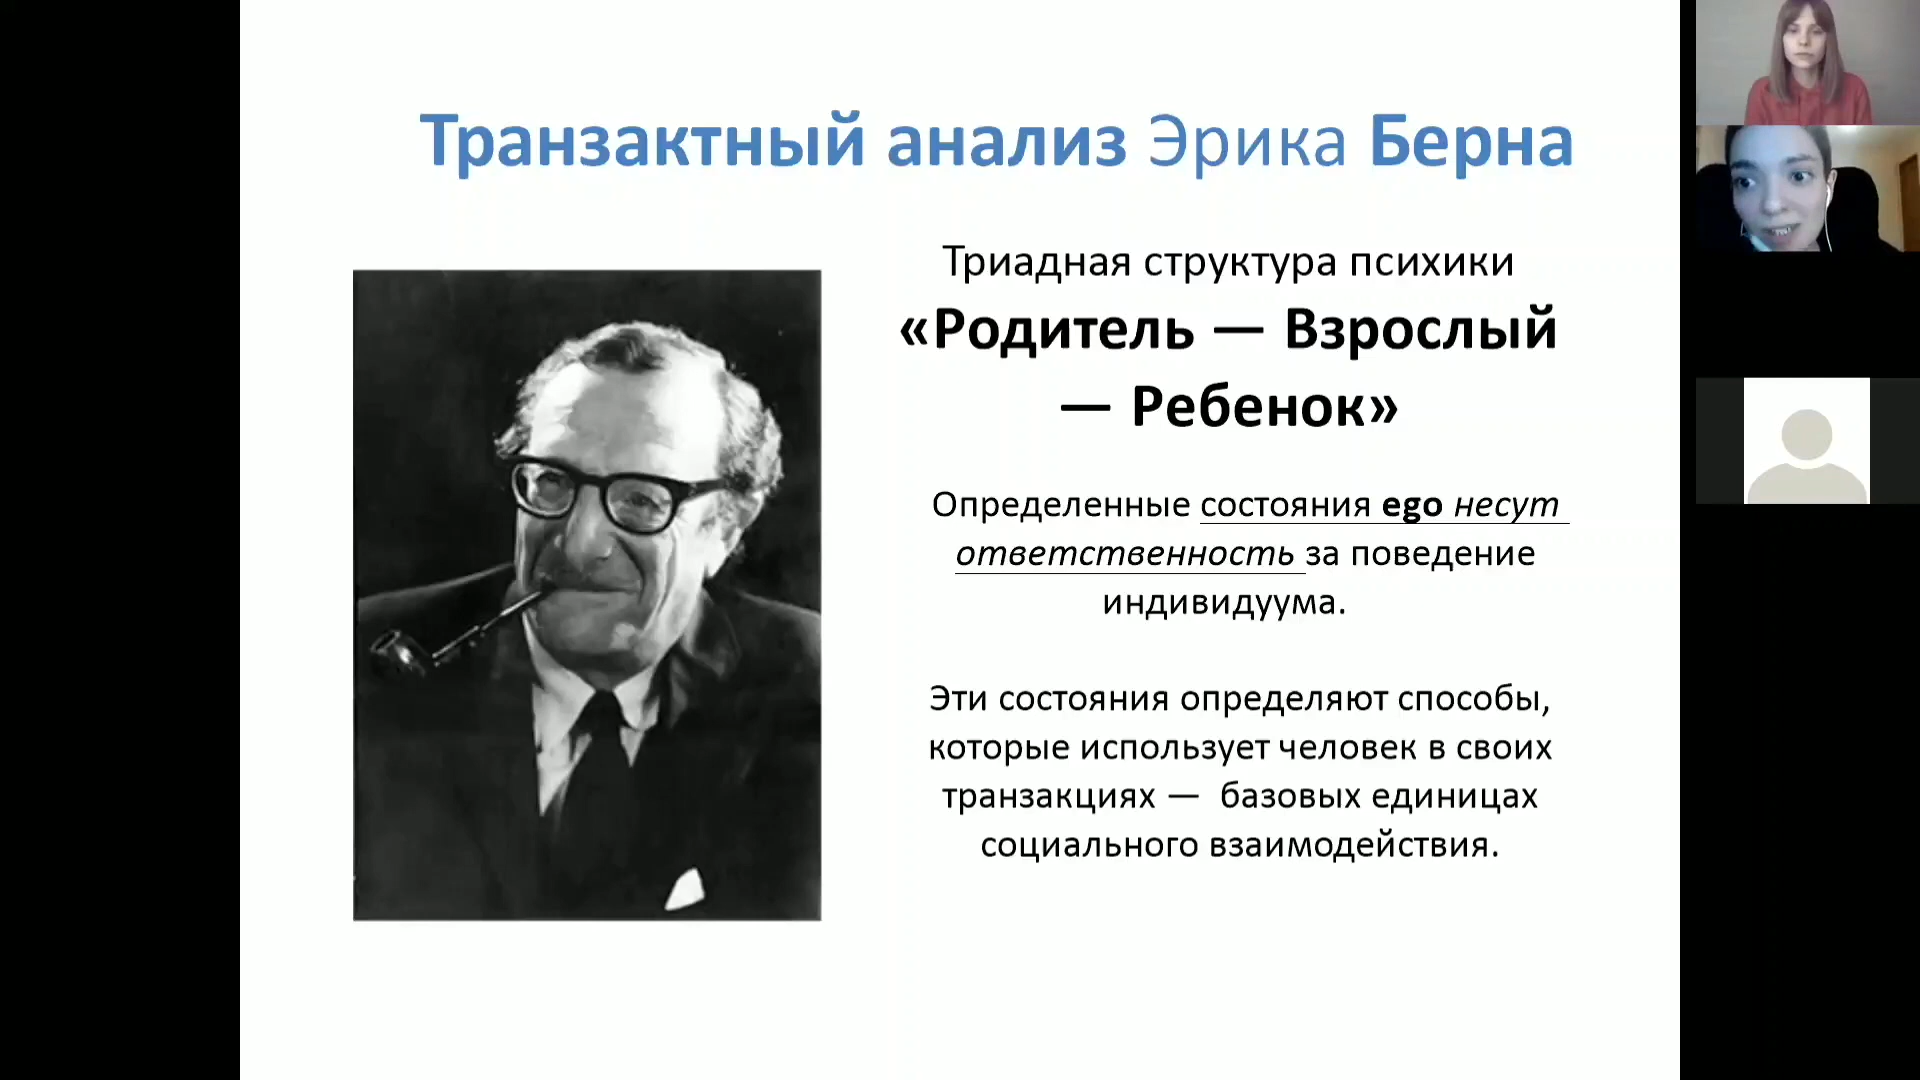 Транзактный анализ Эрика Берна
Триадная структура психики
«Родитель — Взрослый
— Ребенок»
Определенные состояния ego несут
ответственность за поведение
индивидуума.
Эти состояния определяют способы,
которые использует человек в своих
транзакциях — базовых единицах
социального взаимодействия.